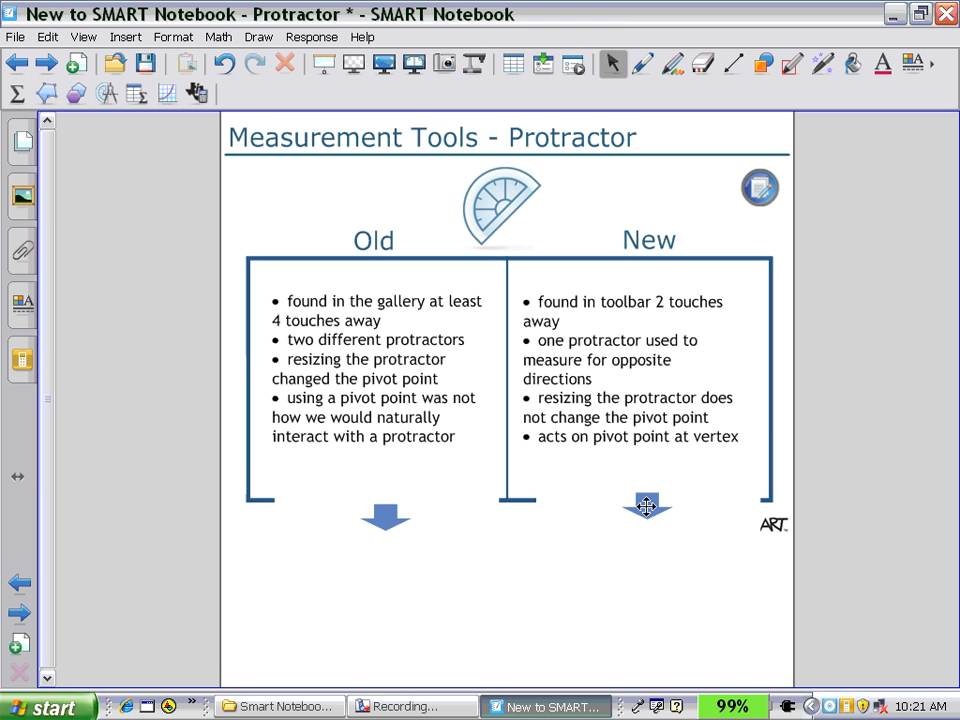 New to SMART Notebook - Protractor * - SMART Notebook
File Edit View Insert Format Math Draw Response Help
Measurement Tools - Protractor
Old
New
• found in the gallery at least
4 touches away
• two different protractors
• resizing the protractor
changed the pivot point
• using a pivot point was not
how we would naturally
interact with a protractor
• found in toolbar 2 touches
away
• one protractor used to
measure for opposite
directions
• resizing the protractor does
not change the pivot point
• acts on pivot point at vertex
ART
start
Smart Noteboo...
Recording...
New to SMART...
99%
10:21 AM